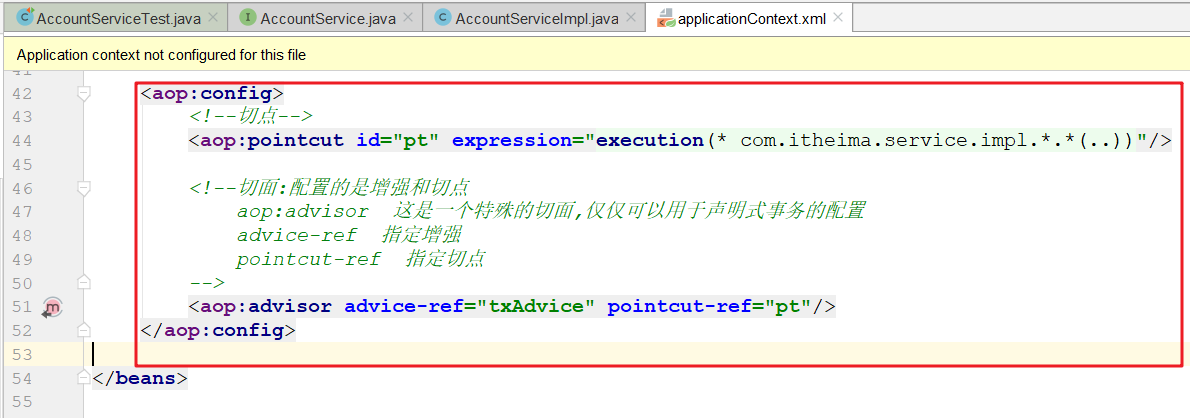 AccountServiceTest.java
AccountService.java
AccountServiceImpl.java
applicationContext.xml
Application context not configured for this file
41
42 <aop:config>
43 <!--切点-->
44 <aop:pointcut id="pt" expression="execution(* com.itheima.service.impl.*.*(..))"/>
45
46 <!--切面:配置的是增强和切点
47 aop:advisor 这是一个特殊的切面,仅仅可以用于声明式事务的配置
48 advice-ref 指定增强
49 pointcut-ref 指定切点
50 -->
51 <aop:advisor advice-ref="txAdvice" pointcut-ref="pt"/>
52 </aop:config>
53
54 </beans>
55